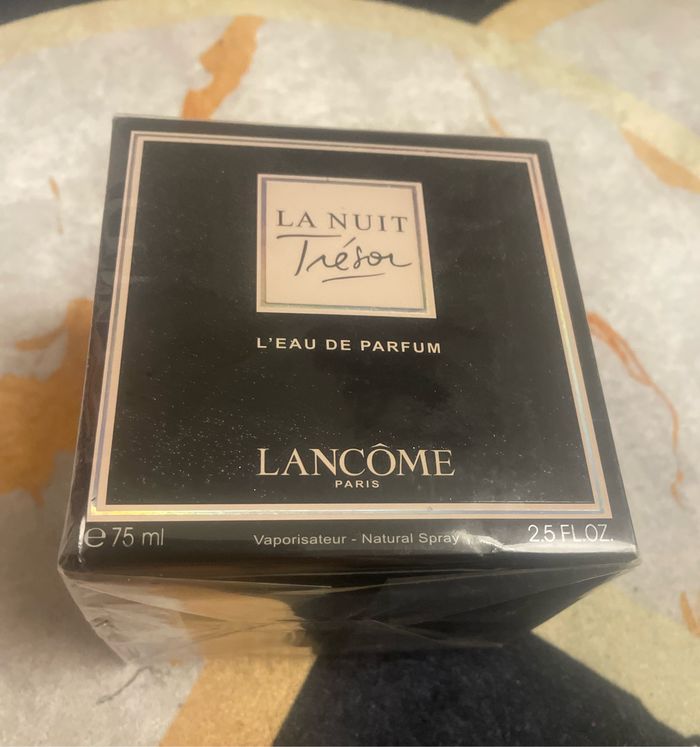 LA NUIT
Trésor
L'EAU DE PARFUM
LANCÔME
PARIS
e 75 ml Vaporisateur - Natural Spray 2.5 FL.OZ.